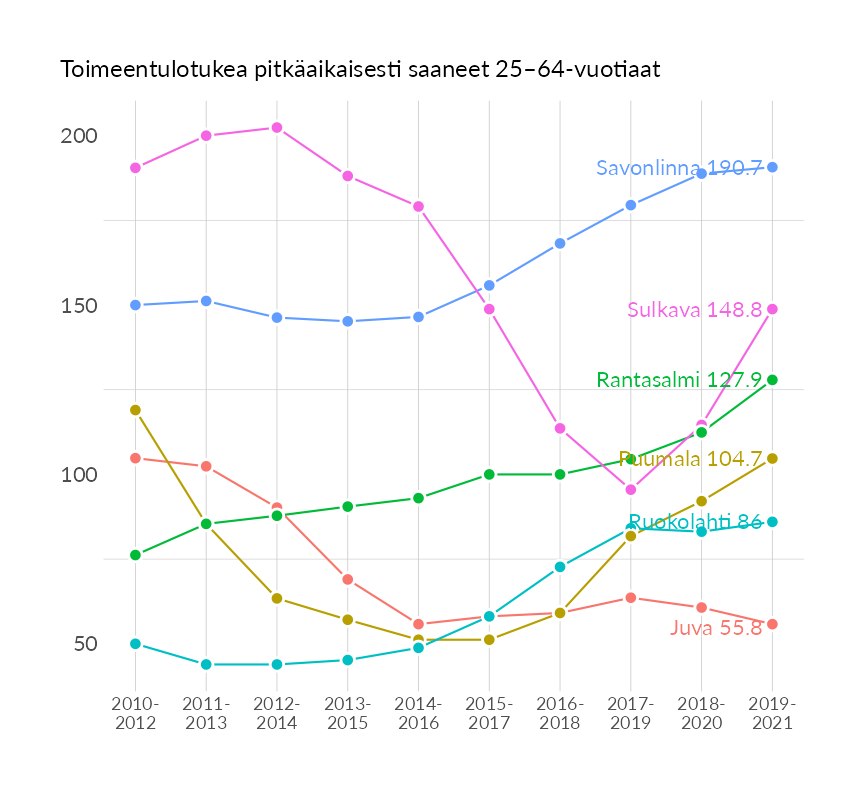 Toimeentulotukea pitkäaikaisesti saaneet 25–64-vuotiaat
200
Savonlinna 190.7
150
Sulkava 148.8
Rantasalmi 127.9
100
Puumala 104.7
Ruokolahti 86
50
Juva 55.8
2010- 2011- 2012- 2013- 2014- 2015- 2016- 2017- 2018- 2019-
2012 2013 2014 2015 2016 2017 2018 2019 2020 2021